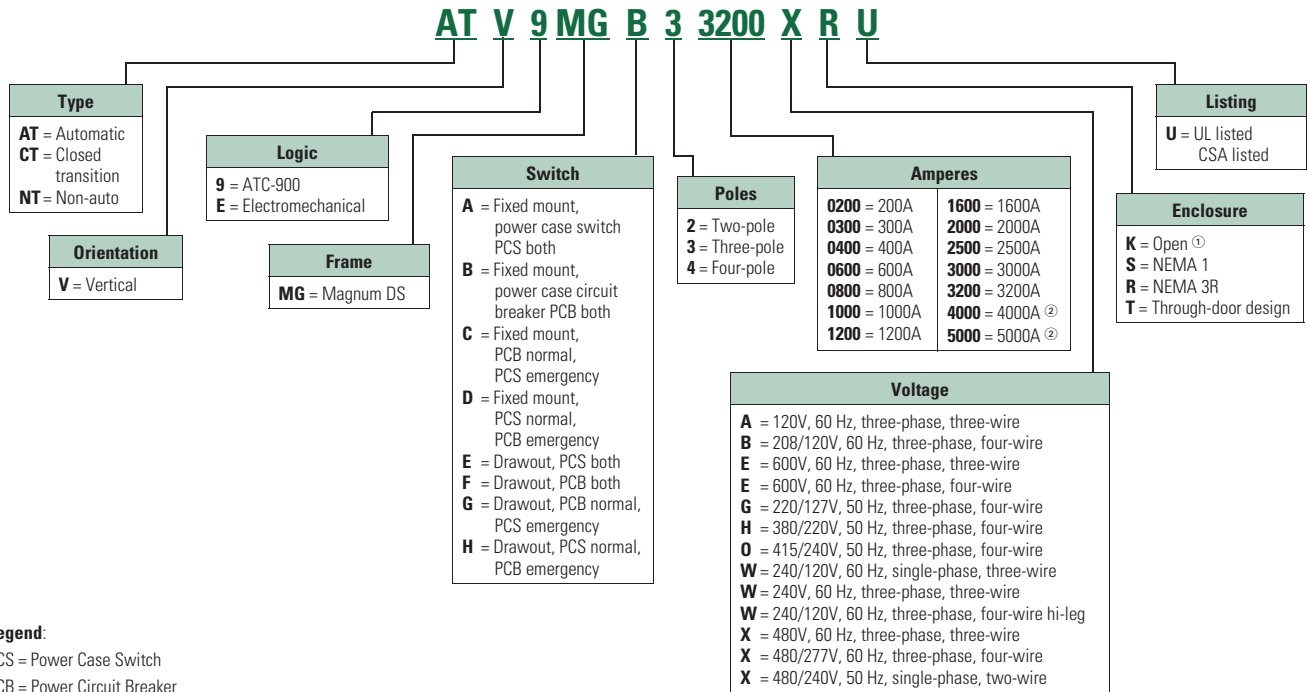 AT V 9 MG B 3 3200 X R U
Type
AT = Automatic
CT = Closed
transition
NT = Non-auto
Orientation
V = Vertical
Logic
9 = ATC-900
E = Electromechanical
Frame
MG = Magnum DS
Switch
A = Fixed mount,
power case switch
PCS both
B = Fixed mount,
power case circuit
breaker PCB both
C = Fixed mount,
PCB normal,
PCS emergency
D = Fixed mount,
PCS normal,
PCB emergency
E = Drawout, PCS both
F = Drawout, PCB both
G = Drawout, PCB normal,
PCS emergency
H = Drawout, PCS normal,
PCB emergency
Poles
2 = Two-pole
3 = Three-pole
4 = Four-pole
Amperes
0200 = 200A
0300 = 300A
0400 = 400A
0600 = 600A
0800 = 800A
1000 = 1000A
1200 = 1200A
1600 = 1600A
2000 = 2000A
2500 = 2500A
3000 = 3000A
3200 = 3200A
4000 = 4000A ②
5000 = 5000A ②
Voltage
A = 120V, 60 Hz, three-phase, three-wire
B = 208/120V, 60 Hz, three-phase, four-wire
E = 600V, 60 Hz, three-phase, three-wire
E = 600V, 60 Hz, three-phase, four-wire
G = 220/127V, 50 Hz, three-phase, four-wire
H = 380/220V, 50 Hz, three-phase, four-wire
O = 415/240V, 50 Hz, three-phase, four-wire
W = 240/120V, 60 Hz, single-phase, three-wire
W = 240V, 60 Hz, three-phase, three-wire
W = 240/120V, 60 Hz, three-phase, four-wire hi-leg
X = 480V, 60 Hz, three-phase, three-wire
X = 480/277V, 60 Hz, three-phase, four-wire
X = 480/240V, 50 Hz, single-phase, two-wire
Listing
U = UL listed
CSA listed
Enclosure
K = Open ①
S = NEMA 1
R = NEMA 3R
T = Through-door design
egend:
CS = Power Case Switch
CB = Power Circuit Breaker